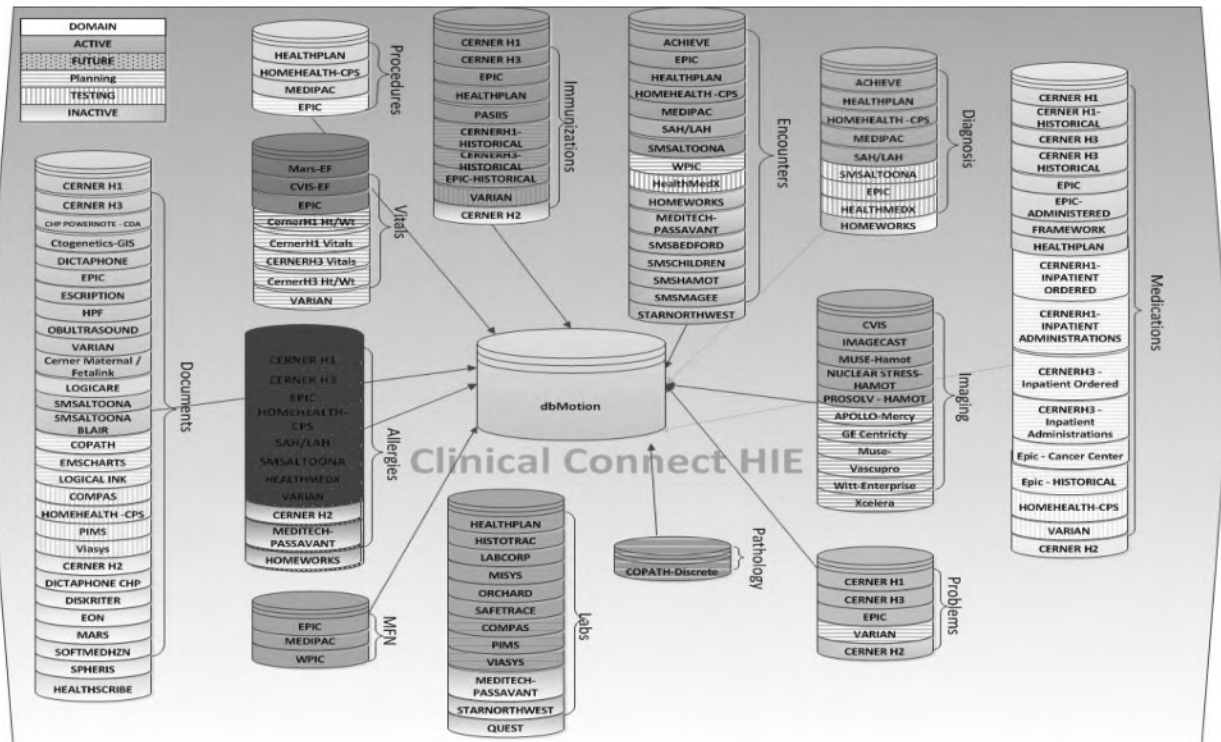 DOMAIN
ACTIVE
FUTURE
Planning
TESTING
INACTIVE
HEALTHPLAN
HOMEHEALTH-CPS
MEDIPAC
EPIC
Procedures
CERNER H1
CERNER H3
EPIC
HEALTHPLAN
PASIIS
CERNERH1-
HISTORICAL
CERNERH3-
HISTORICAL
EPIC-HISTORICAL
VARIAN
CERNER H2
Immunizations
ACHIEVE
EPIC
HEALTHPLAN
HOMEHEALTH -CPS
MEDIPAC
SAH/LAH
SMSALTOONA
WPIC
HealthMedX
HOMEWORKS
MEDITECH-
PASSAVANT
SMSBEDFORD
SMSCHILDREN
SMSHAMOT
SMSMAGEE
STARNORTHWEST
Encounters
ACHIEVE
HEALTHPLAN
HOMEHEALTH -CPS
MEDIPAC
SAH/LAH
SMSALTOONA
EPIC
HEALTHMEDX
HOMEWORKS
Diagnosis
CERNER H1
CERNER H1-
HISTORICAL
CERNER H3
CERNER H3
HISTORICAL
EPIC
EPIC-
ADMINISTERED
FRAMEWORK
HEALTHPLAN
CERNERH1-
INPATIENT
ORDERED
CERNERH1-
INPATIENT
ADMINISTRATIONS
CERNERH3 -
Inpatient Ordered
CERNERH3 -
Inpatient
Administrations
Epic - Cancer Center
Epic - HISTORICAL
HOMEHEALTH-CPS
VARIAN
CERNER H2
Medications
CERNER H1
CERNER H3
CHP POWERNOTE - CDA
Ctogenetics-GIS
DICTAPHONE
EPIC
ESCRIPTION
HPF
OBULTRASOUND
VARIAN
Cerner Maternal /
Fetalink
LOGICARE
SMSALTOONA
SMSALTOONA
BLAIR
COPATH
EMSCHARTS
LOGICAL INK
COMPAS
HOMEHEALTH -CPS
PIMS
Viasys
CERNER H2
DICTAPHONE CHP
DISKRITER
EON
MARS
SOFTMEDHZN
SPHERIS
HEALTHSCRIBE
Documents
Mars-EF
CVIS-EF
EPIC
CernerH1 Ht/Wt
CernerH1 Vitals
CERNERH3 Vitals
CernerH3 Ht/Wt
VARIAN
Vitals
CERNER H1
CERNER H3
EPIC
HOMEHEALTH-
CPS
SAH/LAH
SMSALTOONA
HEALTHMEDX
VARIAN
CERNER H2
MEDITECH-
PASSAVANT
HOMEWORKS
Allergies
dbMotion
Clinical Connect HIE
CVIS
IMAGECAST
MUSE-Hamot
NUCLEAR STRESS-
HAMOT
PROSOLV - HAMOT
APOLLO-Mercy
GE Centricty
Muse-
Vascupro
Witt-Enterprise
Xcelera
Imaging
EPIC
MEDIPAC
WPIC
MFN
HEALTHPLAN
HISTOTRAC
LABCORP
MISYS
ORCHARD
SAFETRACE
COMPAS
PIMS
VIASYS
MEDITECH-
PASSAVANT
STARNORTHWEST
QUEST
Labs
COPATH-Discrete
Pathology
CERNER H1
CERNER H3
EPIC
VARIAN
CERNER H2
Problems